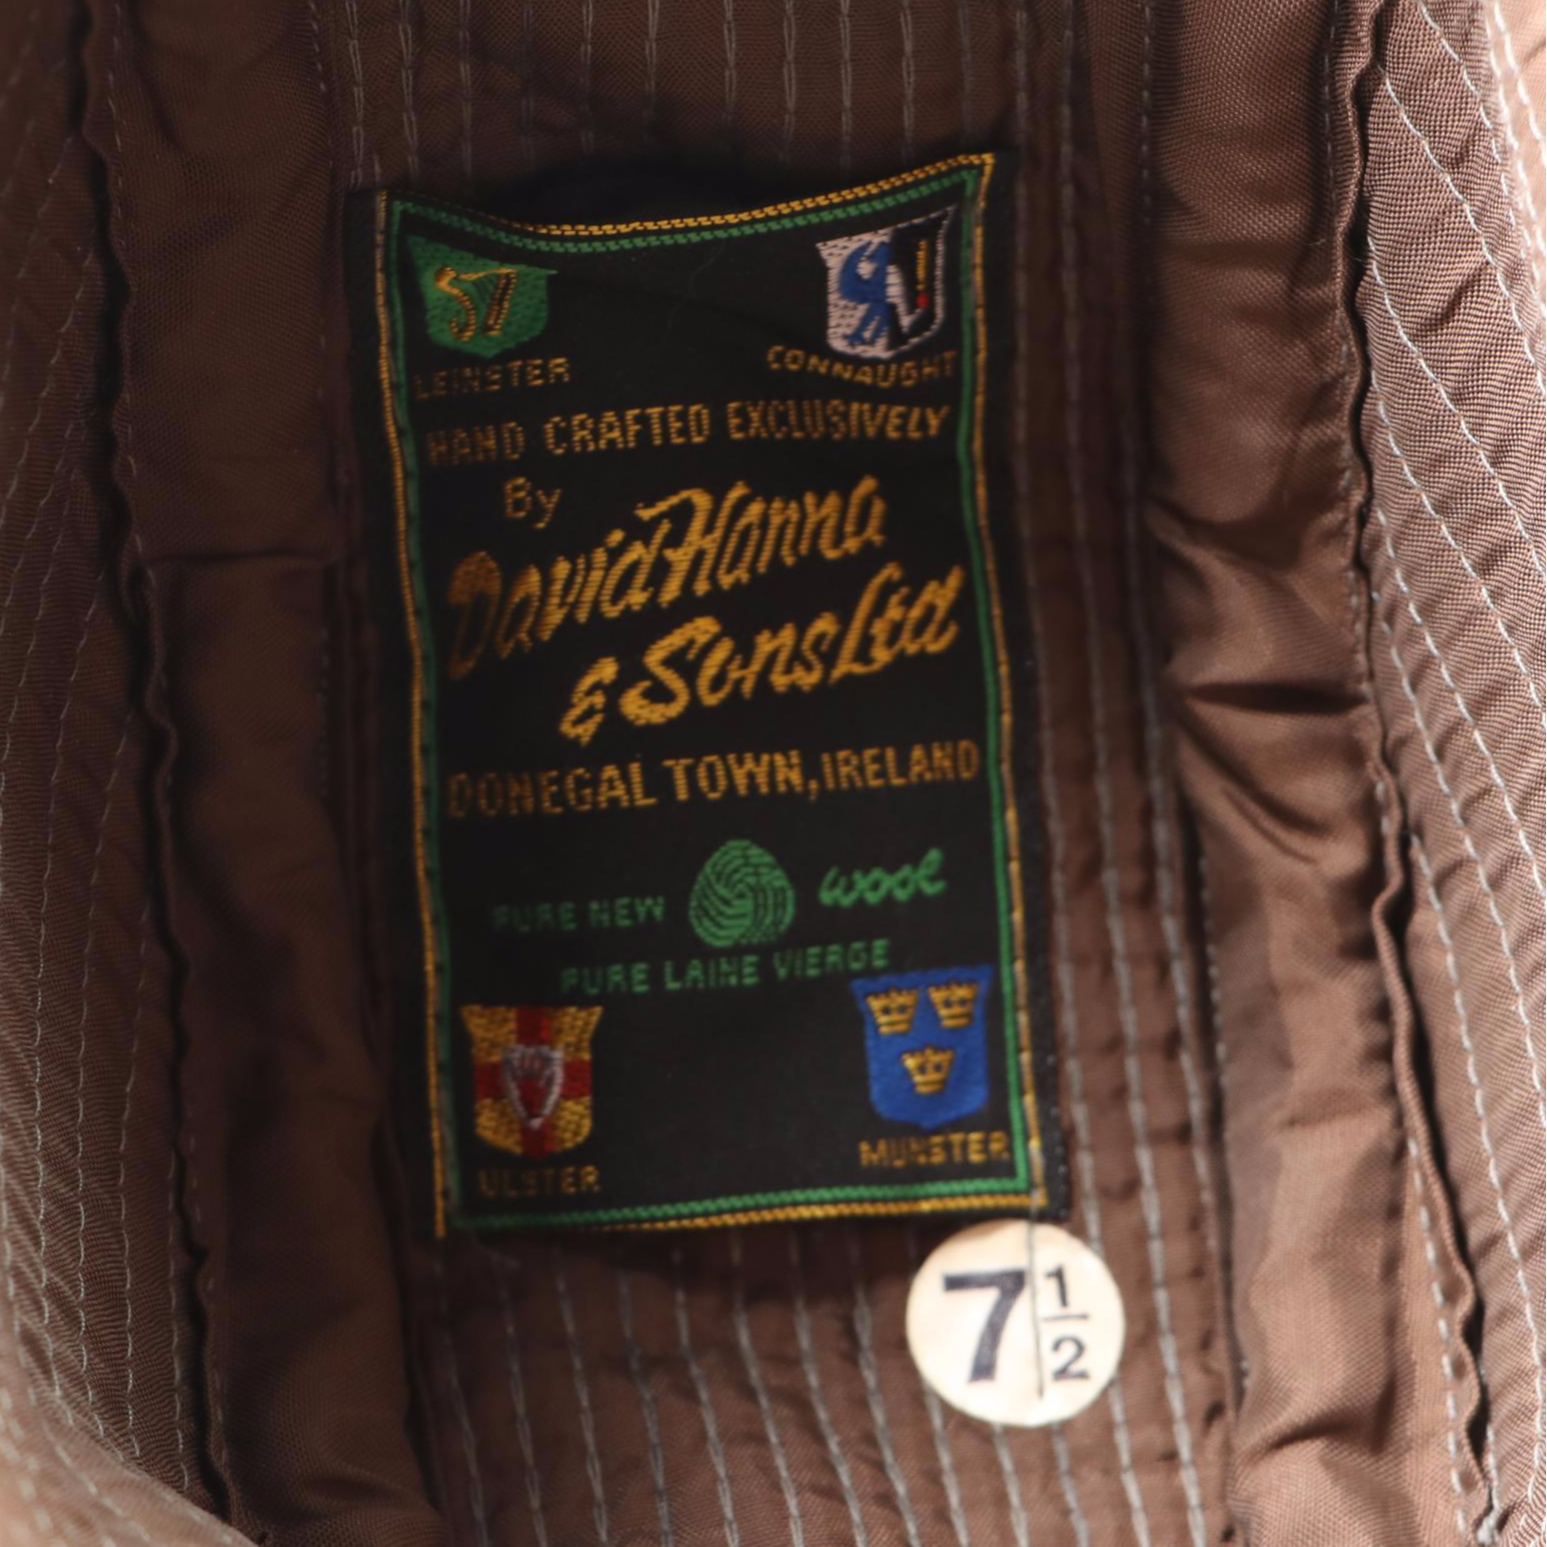 LEINSTER
CONNAUGHT
HAND CRAFTED EXCLUSIVELY
By
David Hanna
& Sons Ltd
DONEGAL TOWN, IRELAND
PURE NEW wool
PURE LAINE VIERGE
ULSTER
MUNSTER
7 1/2